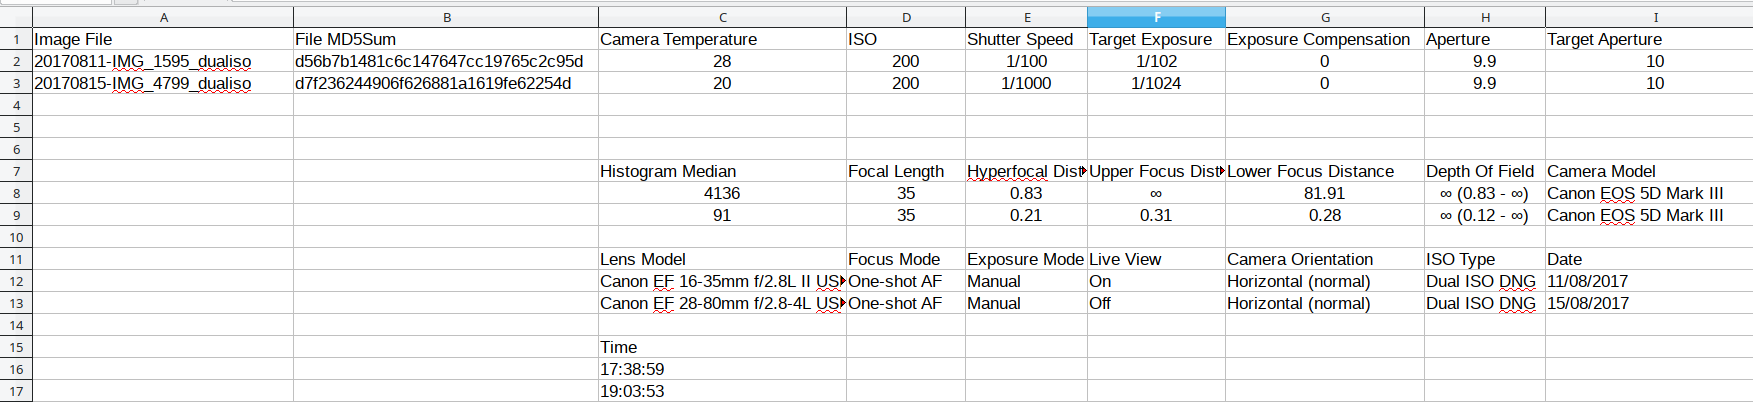 A B C D E F G H I
1 Image File File MD5Sum Camera Temperature ISO Shutter Speed Target Exposure Exposure Compensation Aperture Target Aperture
2 20170811-IMG_1595_dualiso d56b7b1481c6c147647cc19765c2c95d 28 200 1/100 1/102 0 9.9 10
3 20170815-IMG_4799_dualiso d7f236244906f626881a1619fe62254d 20 200 1/1000 1/1024 0 9.9 10
4
5
6
7 Histogram Median Focal Length Hyperfocal Dist Upper Focus Dist Lower Focus Distance Depth Of Field Camera Model
8 4136 35 0.83 ∞ 81.91 ∞ (0.83 - ∞) Canon EOS 5D Mark III
9 91 35 0.21 0.31 0.28 ∞ (0.12 - ∞) Canon EOS 5D Mark III
10
11 Lens Model Focus Mode Exposure Mode Live View Camera Orientation ISO Type Date
12 Canon EF 16-35mm f/2.8L II US One-shot AF Manual On Horizontal (normal) Dual ISO DNG 11/08/2017
13 Canon EF 28-80mm f/2.8-4L US One-shot AF Manual Off Horizontal (normal) Dual ISO DNG 15/08/2017
14
15 Time
16 17:38:59
17 19:03:53